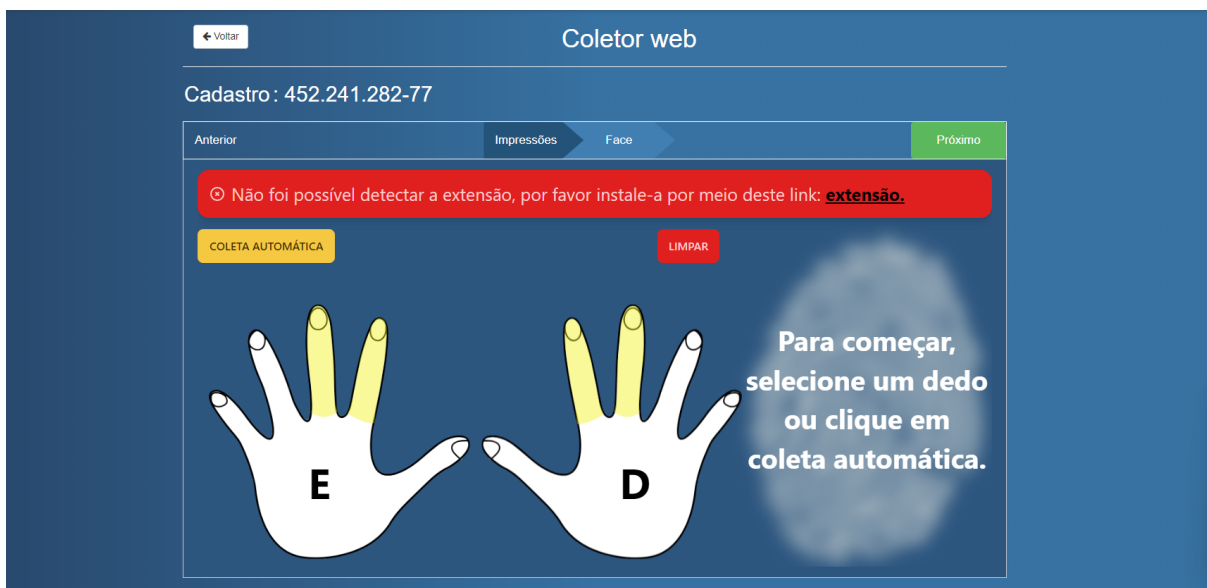 Voltar
Coletor web
Cadastro : 452.241.282-77
Anterior
Impressões
Face
Próximo
Não foi possível detectar a extensão, por favor instale-a por meio deste link: extensão.
COLETA AUTOMÁTICA
LIMPAR
E
D
Para começar,
selecione um dedo
ou clique em
coleta automática.